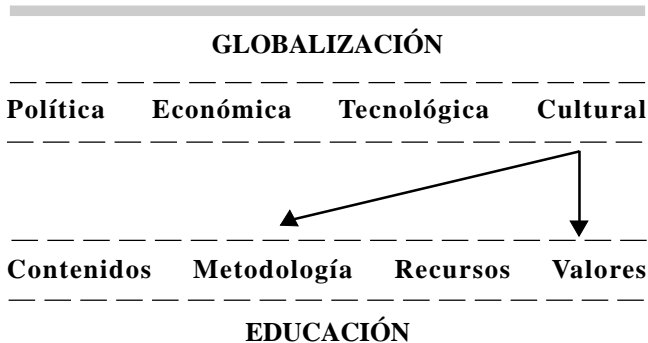 GLOBALIZACIÓN
Política Económica Tecnológica Cultural
Contenidos Metodología Recursos Valores
EDUCACIÓN